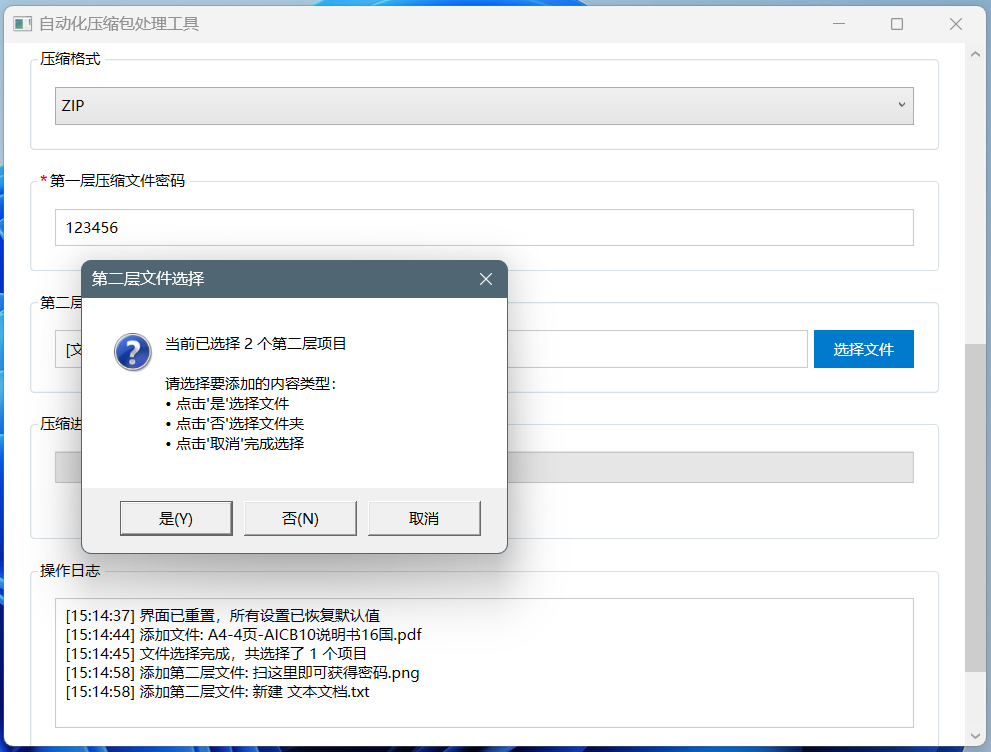 自动化压缩包处理工具
压缩格式
ZIP
*第一层压缩文件密码
123456
第二层
[文
选择文件
第二层文件选择
当前已选择 2 个第二层项目
请选择要添加的内容类型：
• 点击'是'选择文件
• 点击'否'选择文件夹
• 点击'取消'完成选择
是(Y)
否(N)
取消
压缩进
操作日志
[15:14:37] 界面已重置，所有设置已恢复默认值
[15:14:44] 添加文件: A4-4页-AICB10说明书16国.pdf
[15:14:45] 文件选择完成，共选择了 1 个项目
[15:14:58] 添加第二层文件: 扫这里即可获得密码.png
[15:14:58] 添加第二层文件: 新建 文本文档.txt